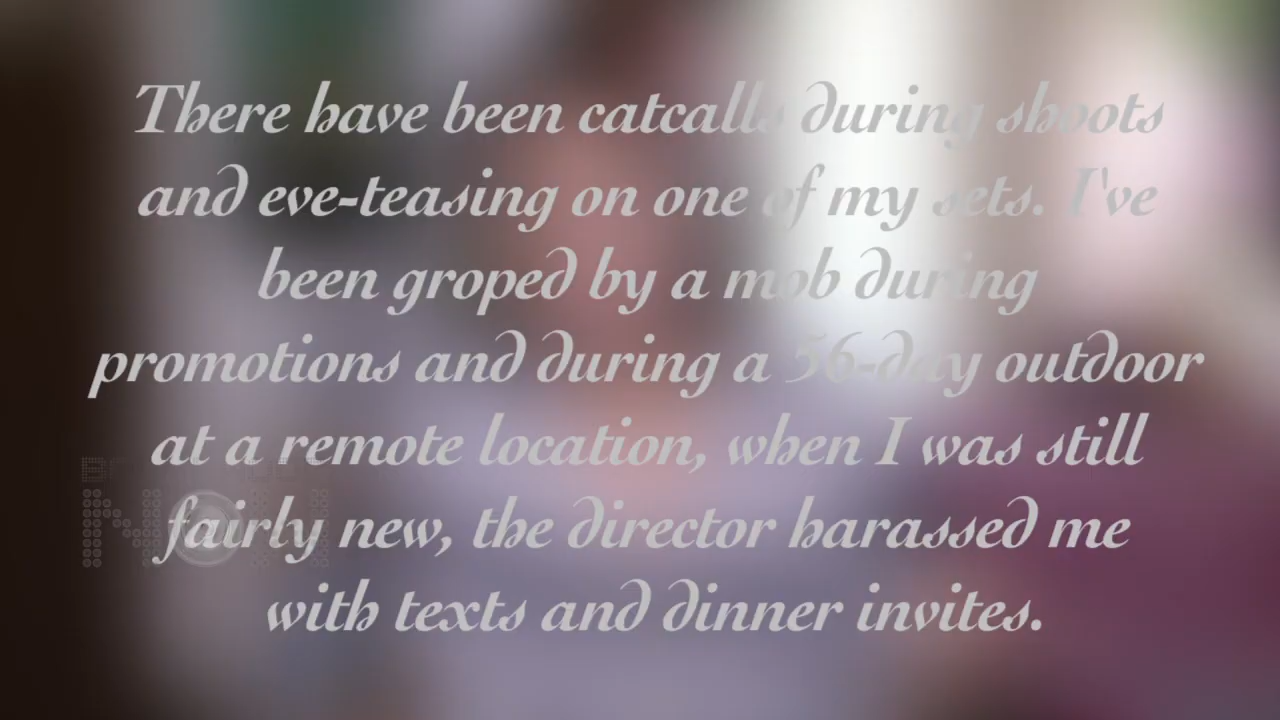 There have been catcalls during shoots
and eve-teasing on one of my sets. I've
been groped by a mob during
promotions and during a 56-day outdoor
at a remote location, when I was still
fairly new, the director harassed me
with texts and dinner invites.
NOW